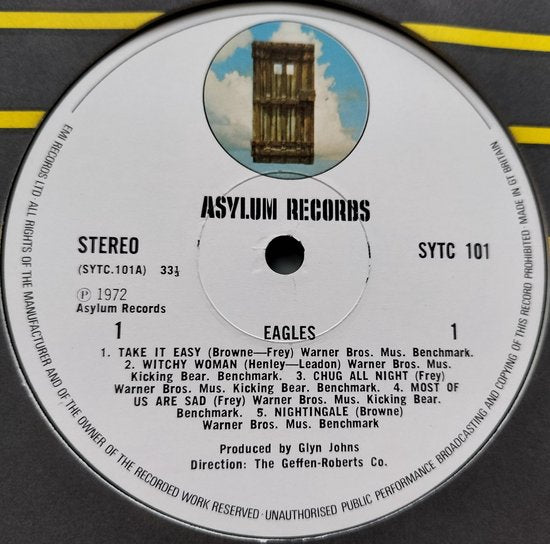 ASYLUM RECORDS
STEREO
SYTC 101
(SYTC.101A) 33⅓
℗ 1972
Asylum Records
1 EAGLES 1
1. TAKE IT EASY (Browne—Frey) Warner Bros. Mus. Benchmark.
2. WITCHY WOMAN (Henley—Leadon) Warner Bros. Mus.
Kicking Bear. Benchmark. 3. CHUG ALL NIGHT (Frey)
Warner Bros. Mus. Kicking Bear. Benchmark. 4. MOST OF
US ARE SAD (Frey) Warner Bros. Mus. Kicking Bear.
Benchmark. 5. NIGHTINGALE (Browne)
Warner Bros. Mus. Benchmark
Produced by Glyn Johns
Direction: The Geffen-Roberts Co.
EMI RECORDS LTD ALL RIGHTS OF THE MANUFACTURER AND OF THE OWNER OF THE RECORDED WORK RESERVED · UNAUTHORISED PUBLIC PERFORMANCE BROADCASTING AND COPYING OF THIS RECORD PROHIBITED · MADE IN GT BRITAIN